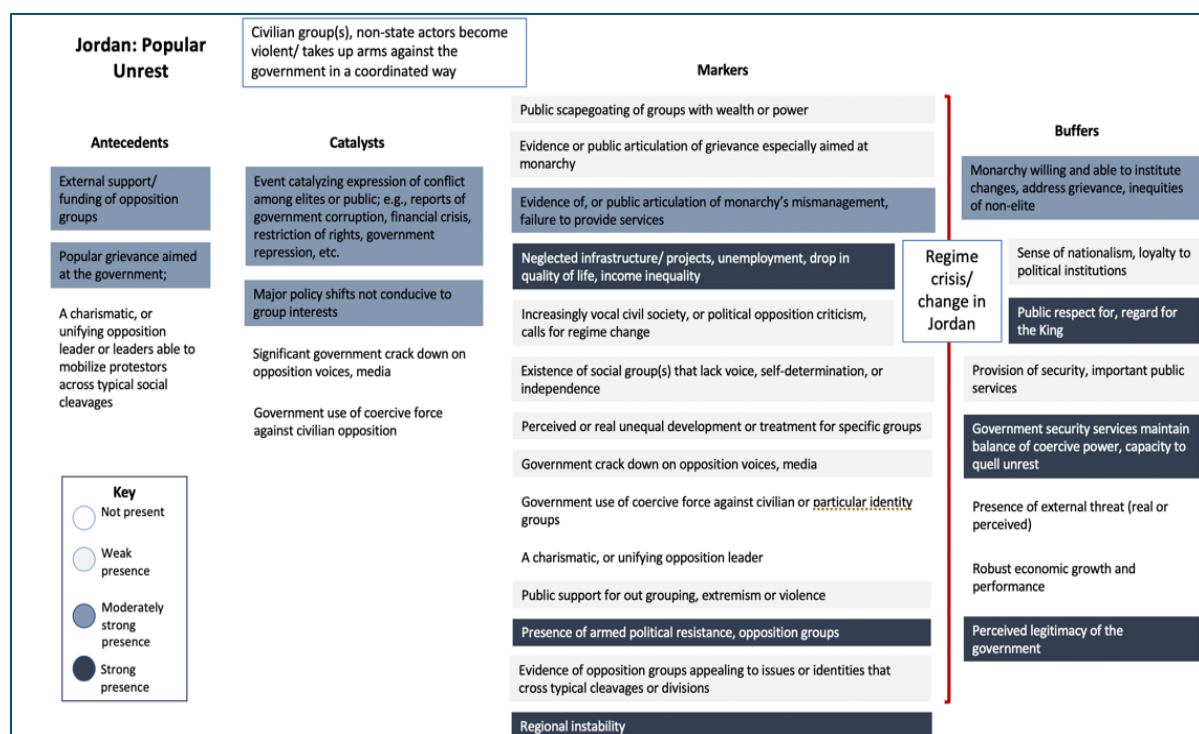 Jordan: Popular
Unrest
Civilian group(s), non-state actors become
violent/ takes up arms against the
government in a coordinated way
Antecedents
External support/
funding of opposition
groups
Popular grievance aimed
at the government;
A charismatic, or
unifying opposition
leader or leaders able to
mobilize protestors
across typical social
cleavages
Key
Not present
Weak
presence
Moderately
strong
presence
Strong
presence
Catalysts
Event catalyzing expression of conflict
among elites or public; e.g., reports of
government corruption, financial crisis,
restriction of rights, government
repression, etc.
Major policy shifts not conducive to
group interests
Significant government crack down on
opposition voices, media
Government use of coercive force
against civilian opposition
Markers
Public scapegoating of groups with wealth or power
Evidence or public articulation of grievance especially aimed at
monarchy
Evidence of, or public articulation of monarchy's mismanagement,
failure to provide services
Neglected infrastructure/ projects, unemployment, drop in
quality of life, income inequality
Increasingly vocal civil society, or political opposition criticism,
calls for regime change
Existence of social group(s) that lack voice, self-determination, or
independence
Perceived or real unequal development or treatment for specific groups
Government crack down on opposition voices, media
Government use of coercive force against civilian or particular identity
groups
A charismatic, or unifying opposition leader
Public support for out grouping, extremism or violence
Presence of armed political resistance, opposition groups
Evidence of opposition groups appealing to issues or identities that
cross typical cleavages or divisions
Regional instability
Regime
crisis/
change in
Jordan
Buffers
Monarchy willing and able to institute
changes, address grievance, inequities
of non-elite
Sense of nationalism, loyalty to
political institutions
Public respect for, regard for
the King
Provision of security, important public
services
Government security services maintain
balance of coercive power, capacity to
quell unrest
Presence of external threat (real or
perceived)
Robust economic growth and
performance
Perceived legitimacy of the
government